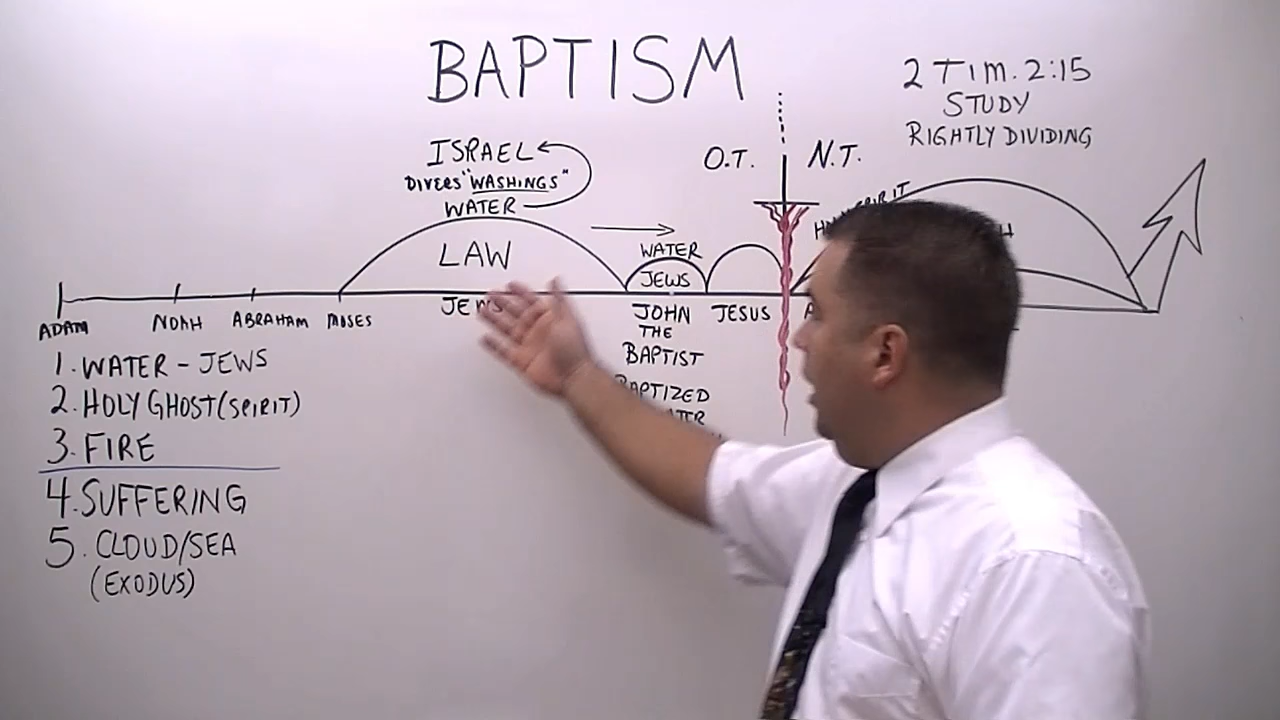 BAPTISM
2 TIM. 2:15
STUDY
RIGHTLY DIVIDING
ISRAEL
DIVERS "WASHINGS"
WATER
O.T. N.T.
LAW
WATER
JEWS
JEWS
ADAM NOAH ABRAHAM MOSES
JOHN
THE
BAPTIST
BAPTIZED
JESUS
1. WATER - JEWS
2. HOLY GHOST (SPIRIT)
3. FIRE
4. SUFFERING
5. CLOUD/SEA
(EXODUS)